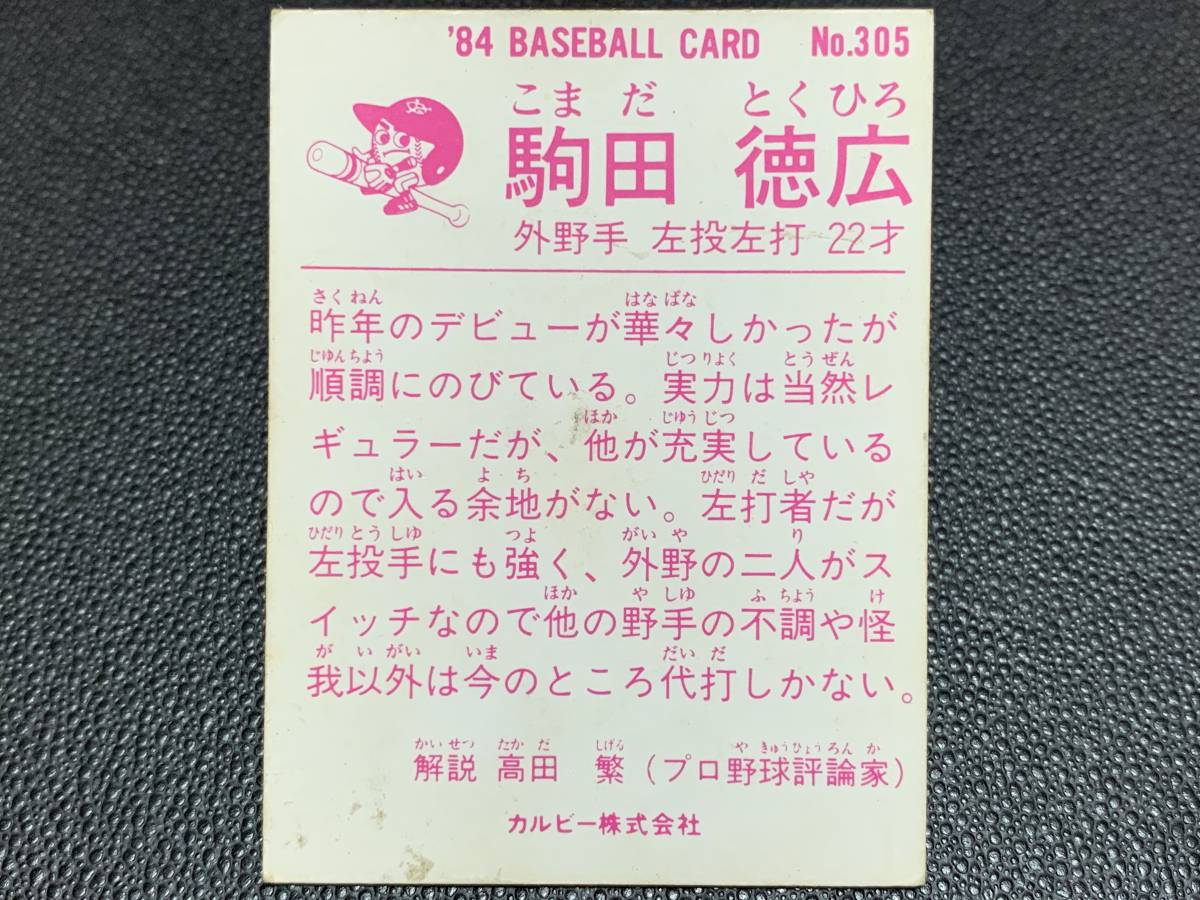 '84 BASEBALL CARD No.305
こまだ とくひろ
駒田 徳広
外野手 左投左打 22才
さくねん はなばな
昨年のデビューが華々しかったが
じゆんちよう じつりよく とうぜん
順調にのびている。実力は当然レ
ほか じゆうじつ
ギュラーだが、他が充実している
はい よち ひだりだしや
ので入る余地がない。左打者だが
ひだりとうしゆ つよ がいや り
左投手にも強く、外野の二人がス
ほか やしゆ ふちよう け
イッチなので他の野手の不調や怪
がいがい いま だいだ
我以外は今のところ代打しかない。
かいせつ たかだ しげる やきゅうひょうろんか
解説 高田 繁(プロ野球評論家)
カルビー株式会社